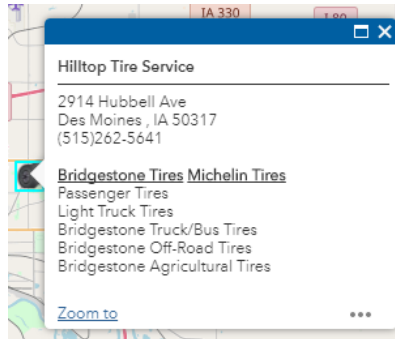 IA 330
I 80
Hilltop Tire Service
2914 Hubbell Ave
Des Moines , IA 50317
(515)262-5641
Bridgestone Tires Michelin Tires
Passenger Tires
Light Truck Tires
Bridgestone Truck/Bus Tires
Bridgestone Off-Road Tires
Bridgestone Agricultural Tires
Zoom to